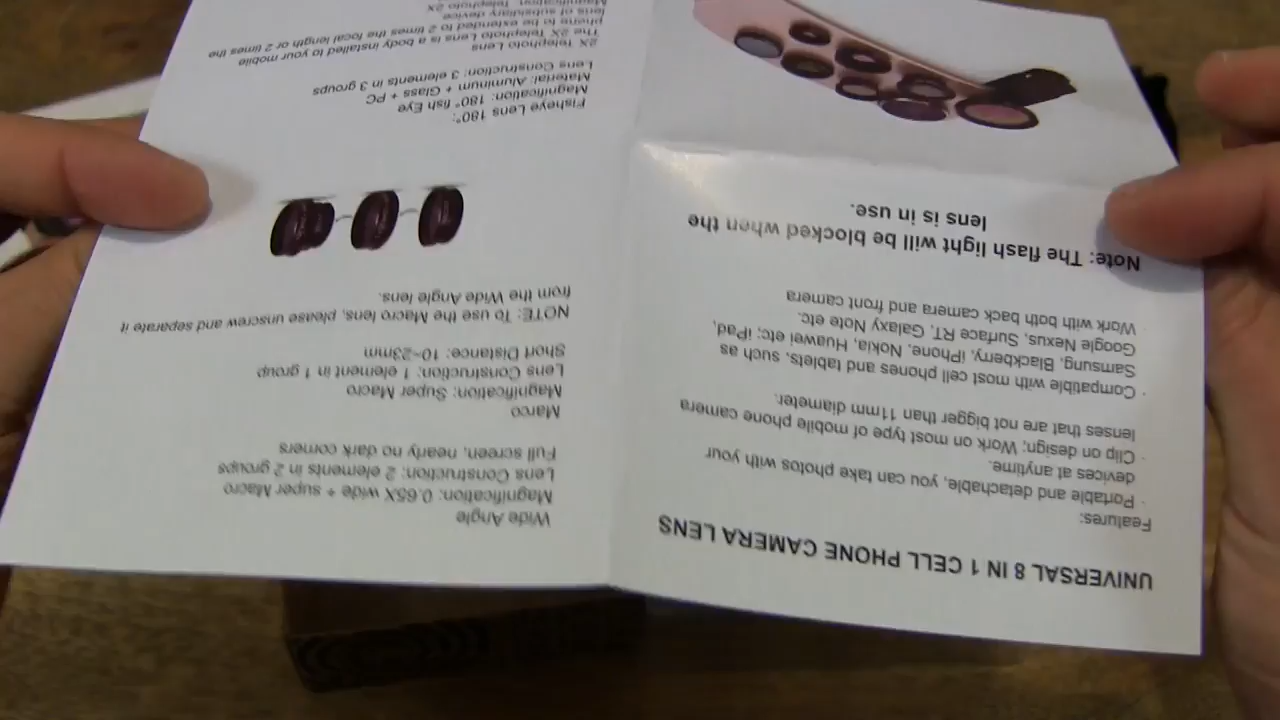 UNIVERSAL 8 IN 1 CELL PHONE CAMERA LENS
Features:
· Portable and detachable, you can take photos with your
devices at anytime.
· Clip on design; Work on most type of mobile phone camera
lenses that are not bigger than 11mm diameter.
· Compatible with most cell phones and tablets, such as
Samsung, Blackberry, iPhone, Nokia, Huawei etc; iPad,
Google Nexus, Surface RT, Galaxy Note etc.
· Work with both back camera and front camera
Note: The flash light will be blocked when the
lens is in use.
Wide Angle
Magnification: 0.65X wide + super Macro
Lens Construction: 2 elements in 2 groups
Full screen, nearly no dark corners
Marco
Magnification: Super Macro
Lens Construction: 1 element in 1 group
Short Distance: 10~23mm
NOTE: To use the Macro lens, please unscrew and separate it
from the Wide Angle lens.
Fisheye Lens 180°:
Magnification: 180° fish Eye
Material: Aluminum + Glass + PC
Lens Construction: 3 elements in 3 groups
2X Telephoto Lens
The 2X Telephoto Lens is a body installed to your mobile
phone to be extended to 2 times the focal length or 2 times the
lens of subsidiary device
Magnification: Telephoto 2X